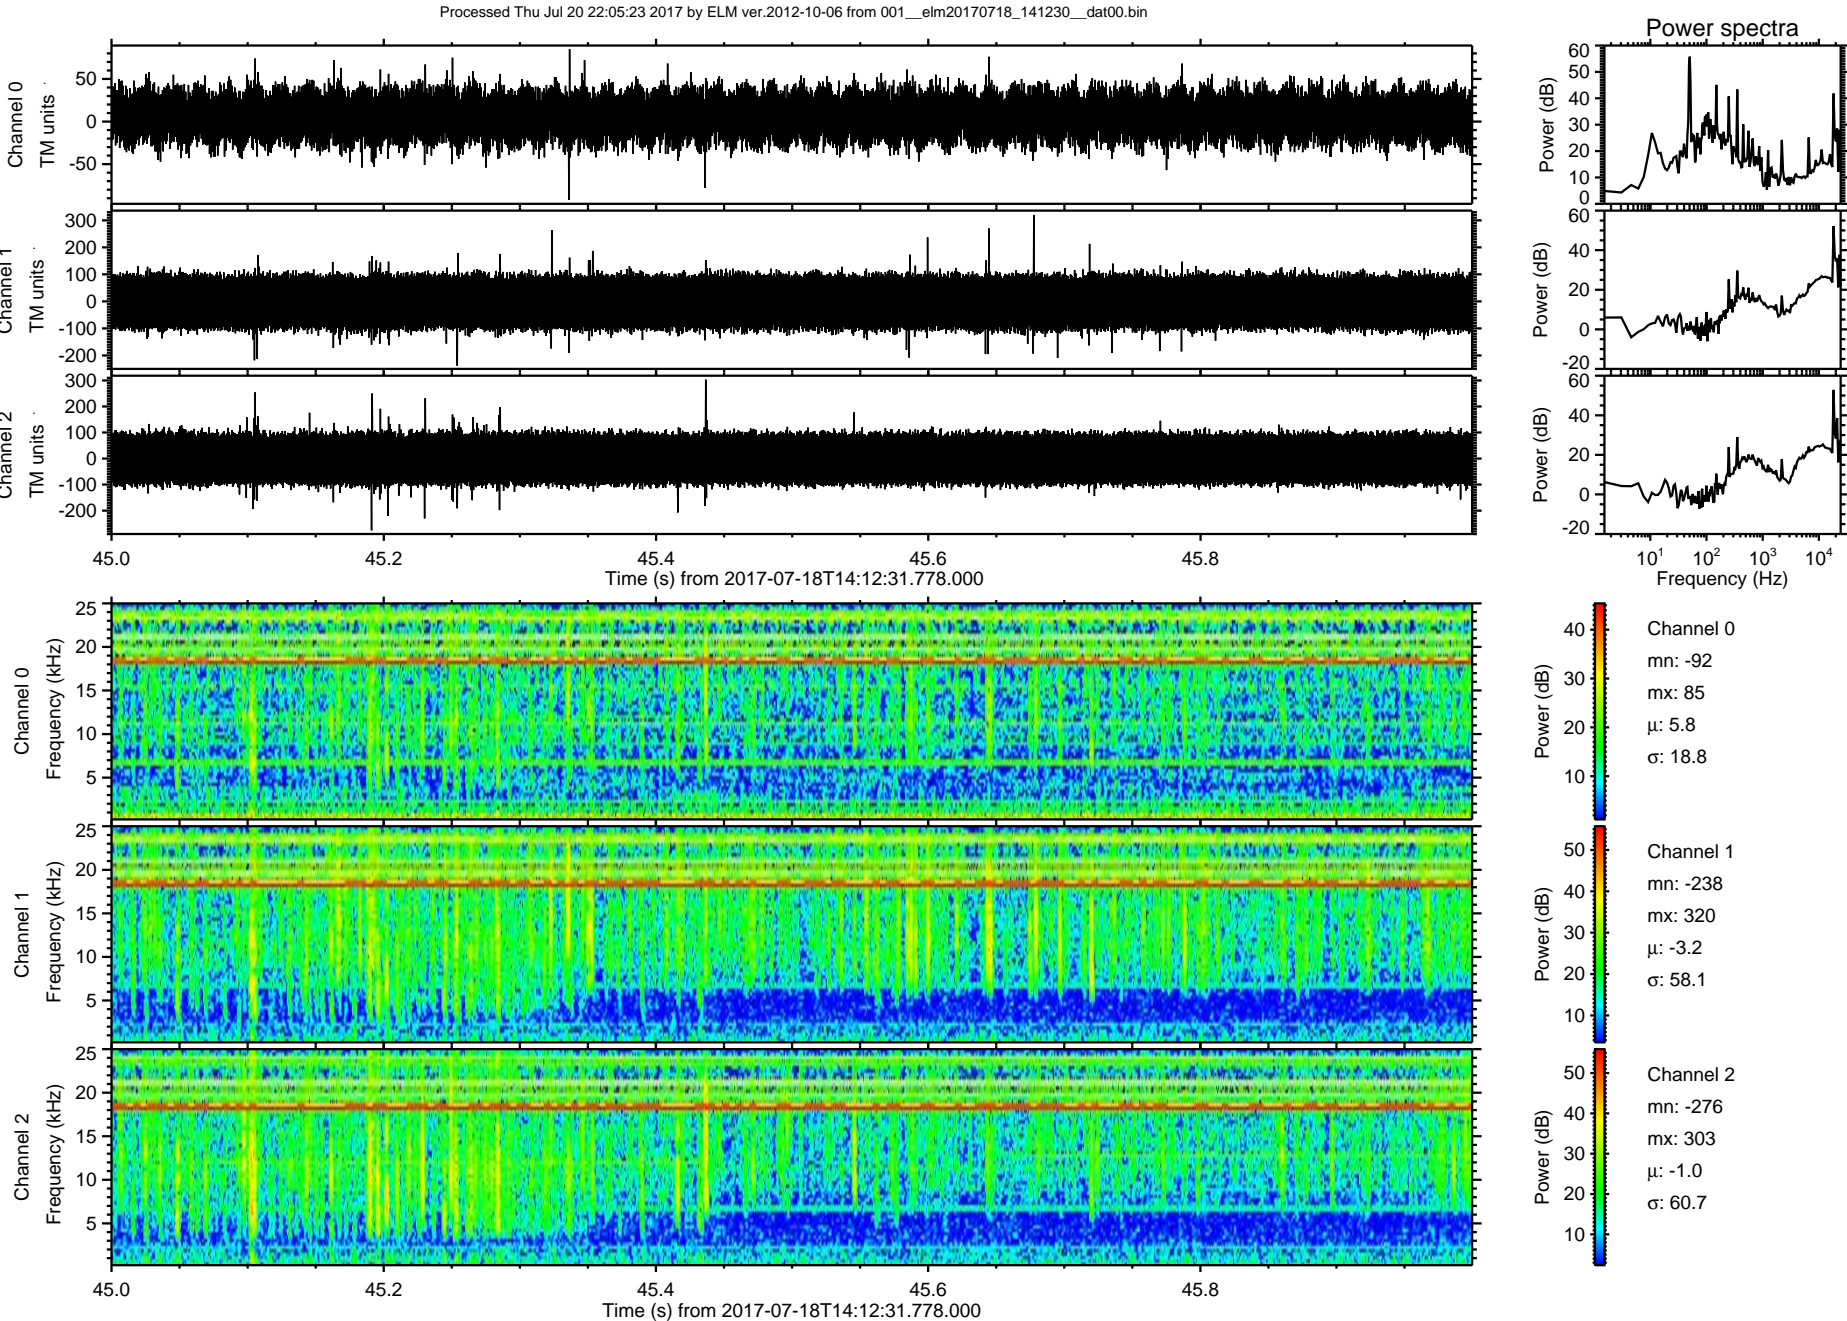 Processed Thu Jul 20 22:05:23 2017 by ELM ver.2012-10-06 from 001__elm20170718_141230__dat00.bin
Power spectra
Channel 0
TM units
50
0
-50
Power (dB)
60
50
40
30
20
10
0
Channel 1
TM units
300
200
100
0
-100
-200
Power (dB)
60
40
20
0
-20
Channel 2
TM units
300
200
100
0
-100
-200
Power (dB)
60
40
20
0
-20
45.0 45.2 45.4 45.6 45.8
Time (s) from 2017-07-18T14:12:31.778.000
10^1 10^2 10^3 10^4
Frequency (Hz)
Channel 0
Frequency (kHz)
25
20
15
10
5
Power (dB)
40
30
20
10
Channel 0
mn: -92
mx: 85
μ: 5.8
σ: 18.8
Channel 1
Frequency (kHz)
25
20
15
10
5
Power (dB)
50
40
30
20
10
Channel 1
mn: -238
mx: 320
μ: -3.2
σ: 58.1
Channel 2
Frequency (kHz)
25
20
15
10
5
Power (dB)
50
40
30
20
10
Channel 2
mn: -276
mx: 303
μ: -1.0
σ: 60.7
45.0 45.2 45.4 45.6 45.8
Time (s) from 2017-07-18T14:12:31.778.000